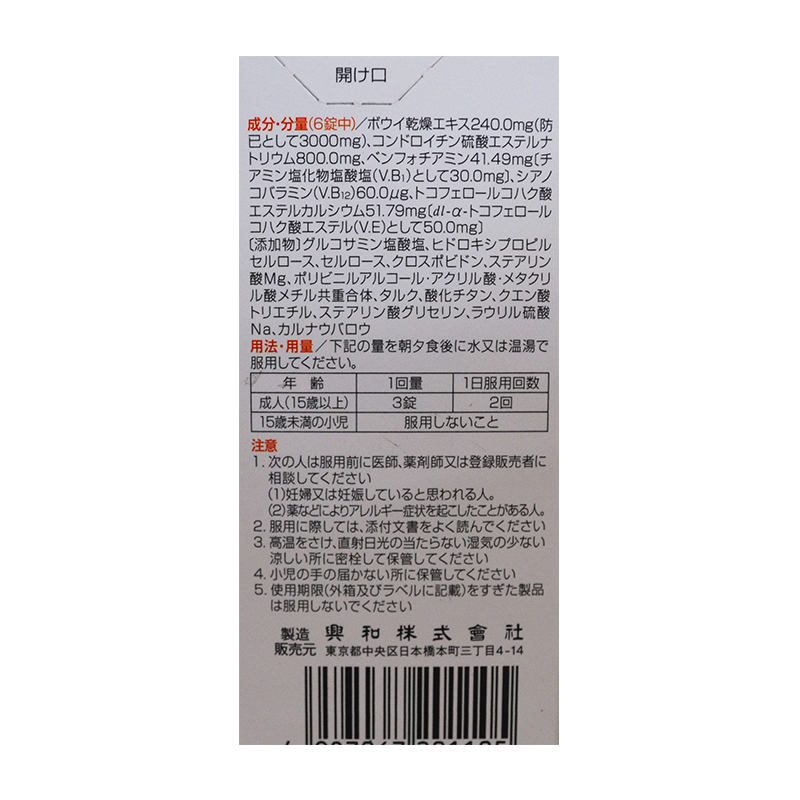 開け口
成分・分量(6錠中)／ボウイ乾燥エキス240.0mg(防
已として3000mg)、コンドロイチン硫酸エステルナ
トリウム800.0mg、ベンフォチアミン41.49mg〔チ
アミン塩化物塩酸塩(V.B₁)として30.0mg〕、シアノ
コバラミン(V.B₁₂)60.0μg、トコフェロールコハク酸
エステルカルシウム51.79mg〔dl-α-トコフェロール
コハク酸エステル(V.E)として50.0mg〕
〔添加物〕グルコサミン塩酸塩、ヒドロキシプロピル
セルロース、セルロース、クロスポビドン、ステアリン
酸Mg、ポリビニルアルコール・アクリル酸・メタクリ
ル酸メチル共重合体、タルク、酸化チタン、クエン酸
トリエチル、ステアリン酸グリセリン、ラウリル硫酸
Na、カルナウバロウ
用法・用量／下記の量を朝夕食後に水又は温湯で
服用してください。
年 齢 1回量 1日服用回数
成人(15歳以上) 3錠 2回
15歳未満の小児 服用しないこと
注意
1. 次の人は服用前に医師、薬剤師又は登録販売者に
相談してください
(1)妊婦又は妊娠していると思われる人。
(2)薬などによりアレルギー症状を起こしたことがある人。
2. 服用に際しては、添付文書をよく読んでください
3. 高温をさけ、直射日光の当たらない湿気の少ない
涼しい所に密栓して保管してください
4. 小児の手の届かない所に保管してください
5. 使用期限(外箱及びラベルに記載)をすぎた製品
は服用しないでください
製造 興和株式會社
販売元 東京都中央区日本橋本町三丁目4-14